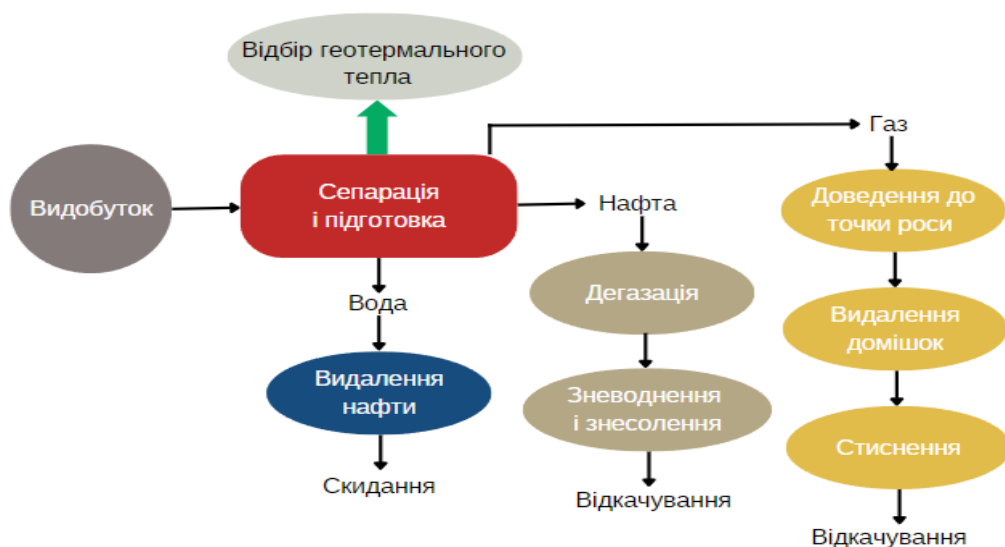 Відбір геотермального
тепла
Видобуток
Сепарація
і підготовка
Газ
Доведення до
точки роси
Видалення
домішок
Стиснення
Відкачування
Нафта
Дегазація
Зневоднення
і знесолення
Відкачування
Вода
Видалення
нафти
Скидання